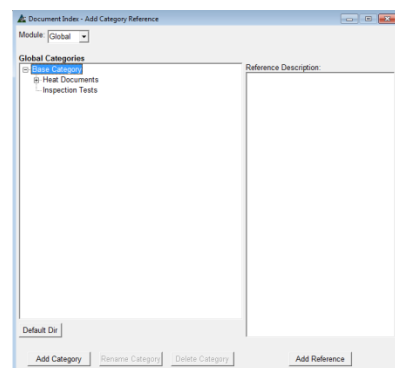 Document Index - Add Category Reference
Module: Global
Global Categories
Reference Description:
Base Category
Heat Documents
Inspection Tests
Default Dir
Add Category Rename Category Delete Category Add Reference